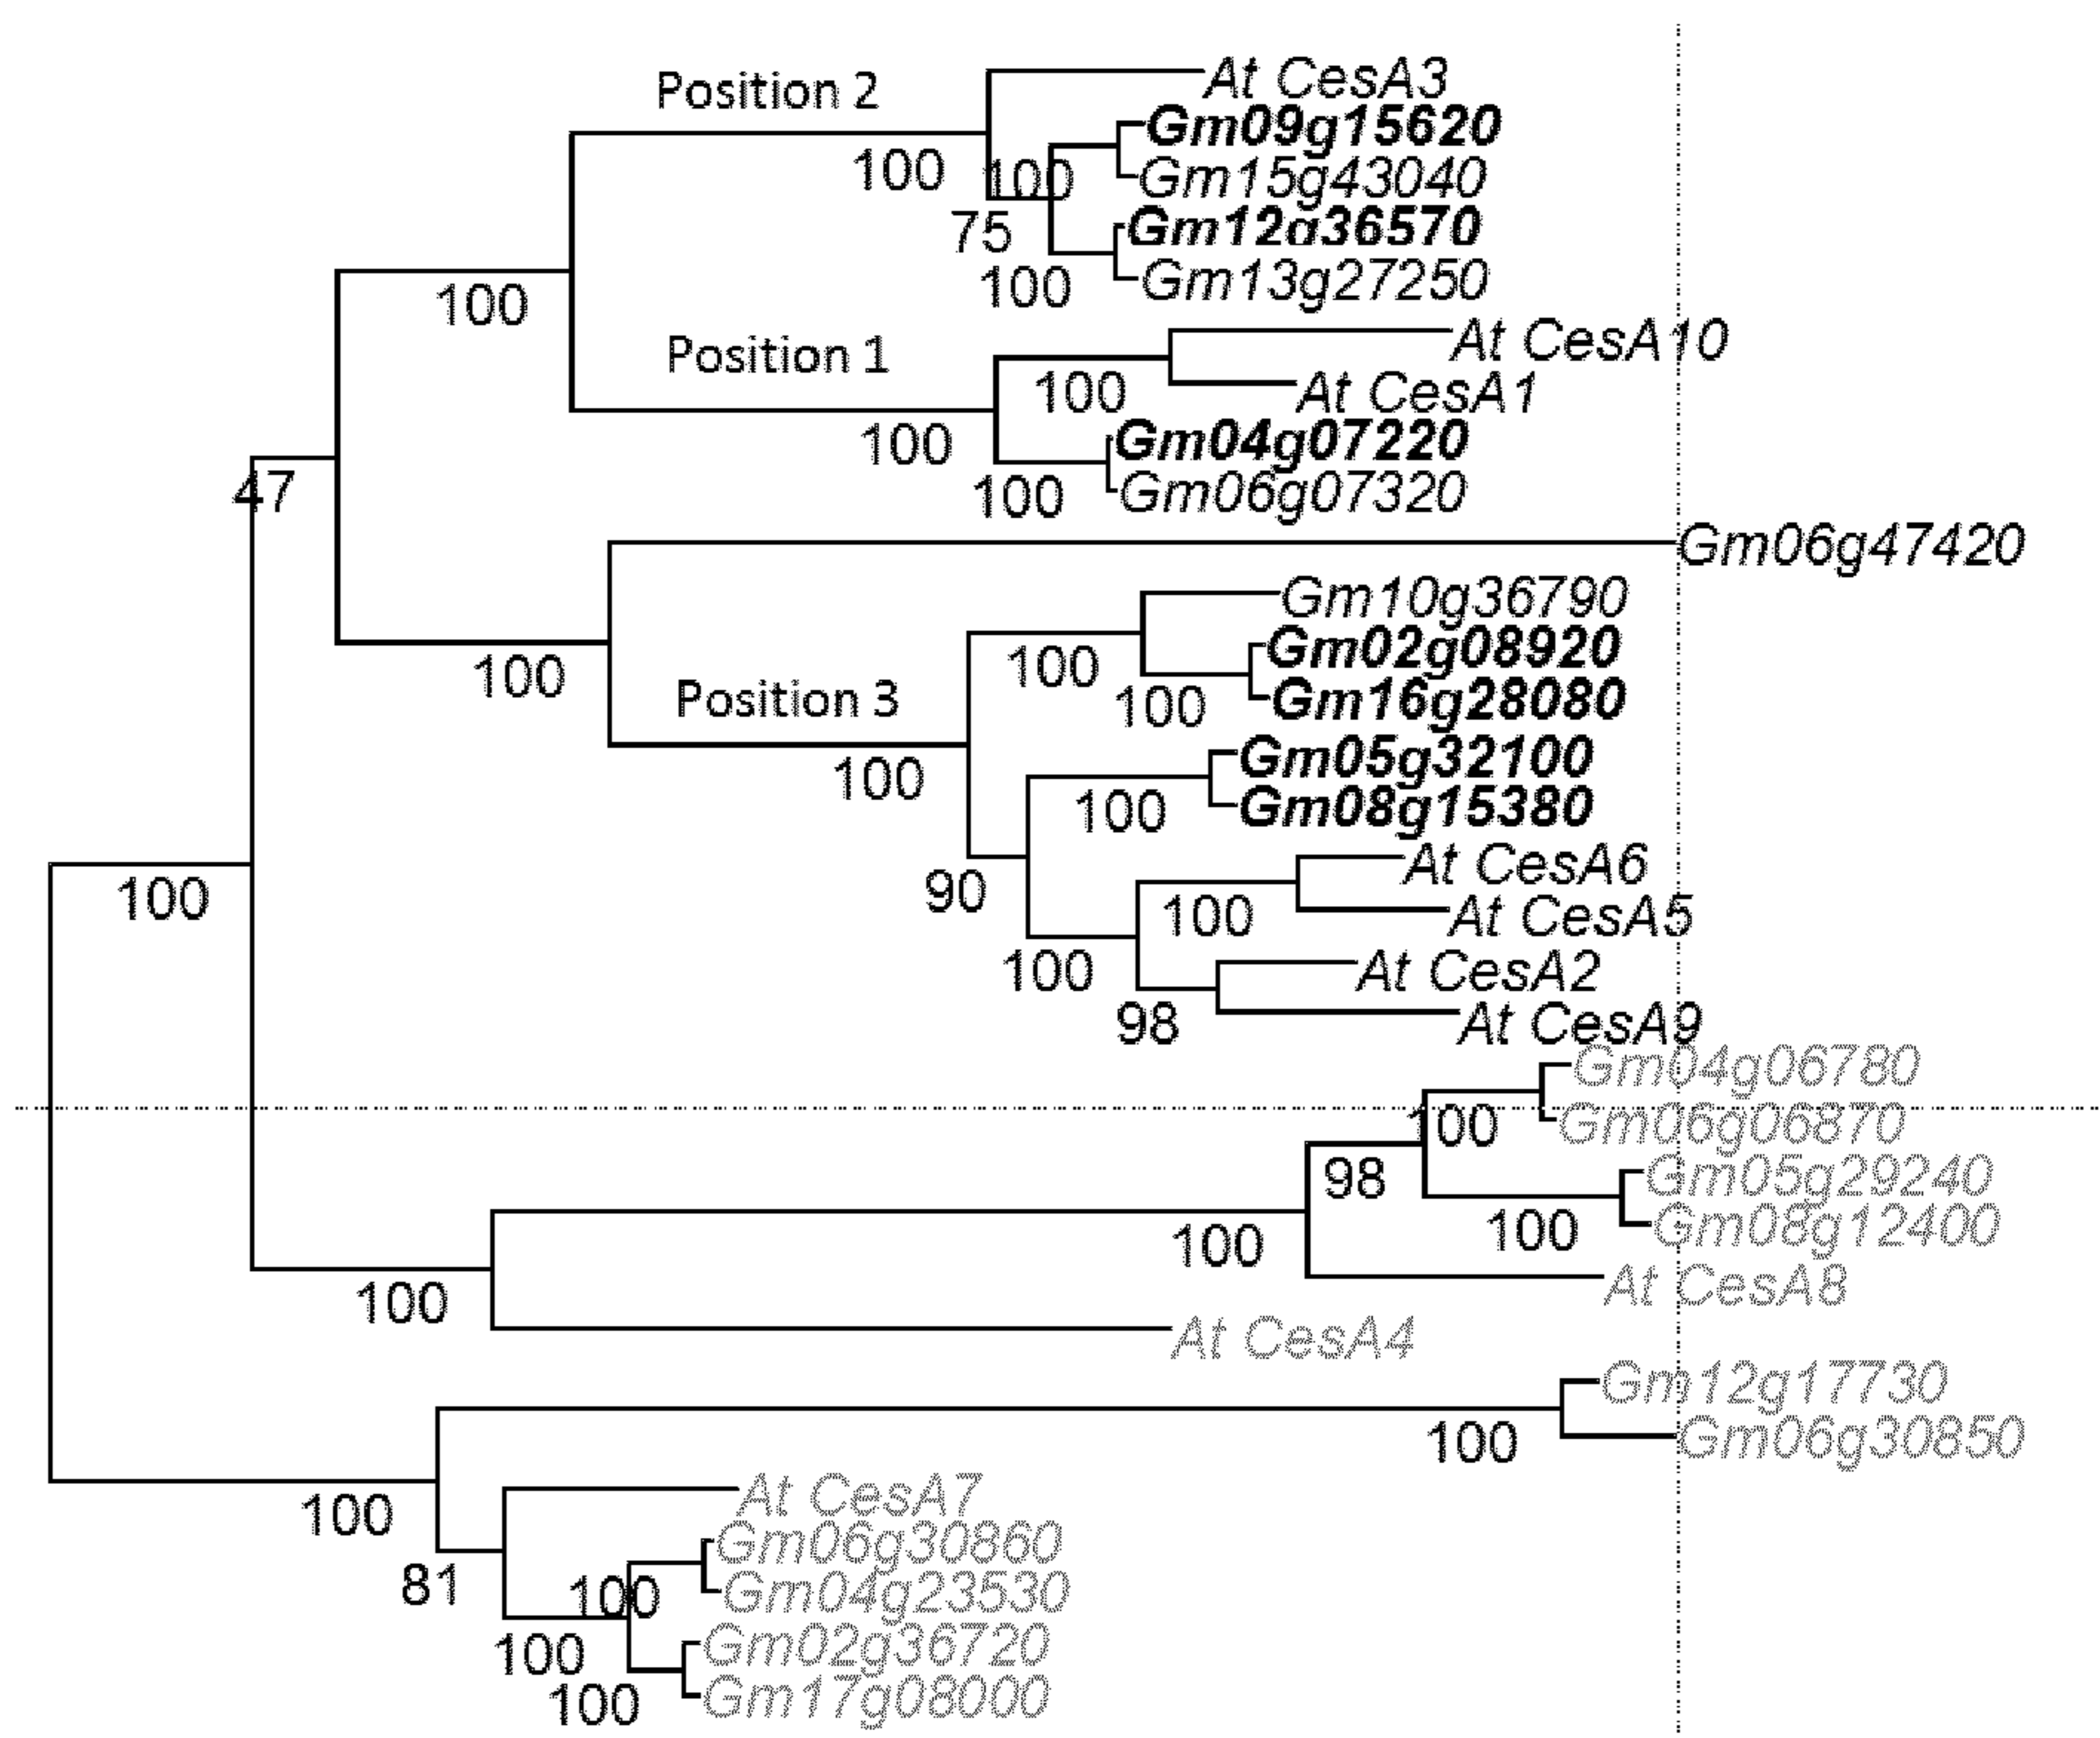 At CesA3
Position 2
Gm09g15620
100
100
Gm15g43040
75
Gm12g36570
100
Gm13g27250
100
At CesA10
Position 1
100
At CesA1
100
Gm04g07220
47
100
Gm06g07320
Gm06g47420
Gm10g36790
100
Gm02g08920
100
Position 3
100
Gm16g28080
100
Gm05g32100
100
Gm08g15380
At CesA6
90
100
100
At CesA5
100
At CesA2
98
At CesA9
Gm04g06780
100
Gm06g06870
98
Gm05g29240
100
100
Gm08g12400
At CesA8
100
At CesA4
Gm12g17730
100
Gm06g30850
At CesA7
100
Gm06g30860
81
100
Gm04g23530
100
Gm02g36720
100
Gm17g08000